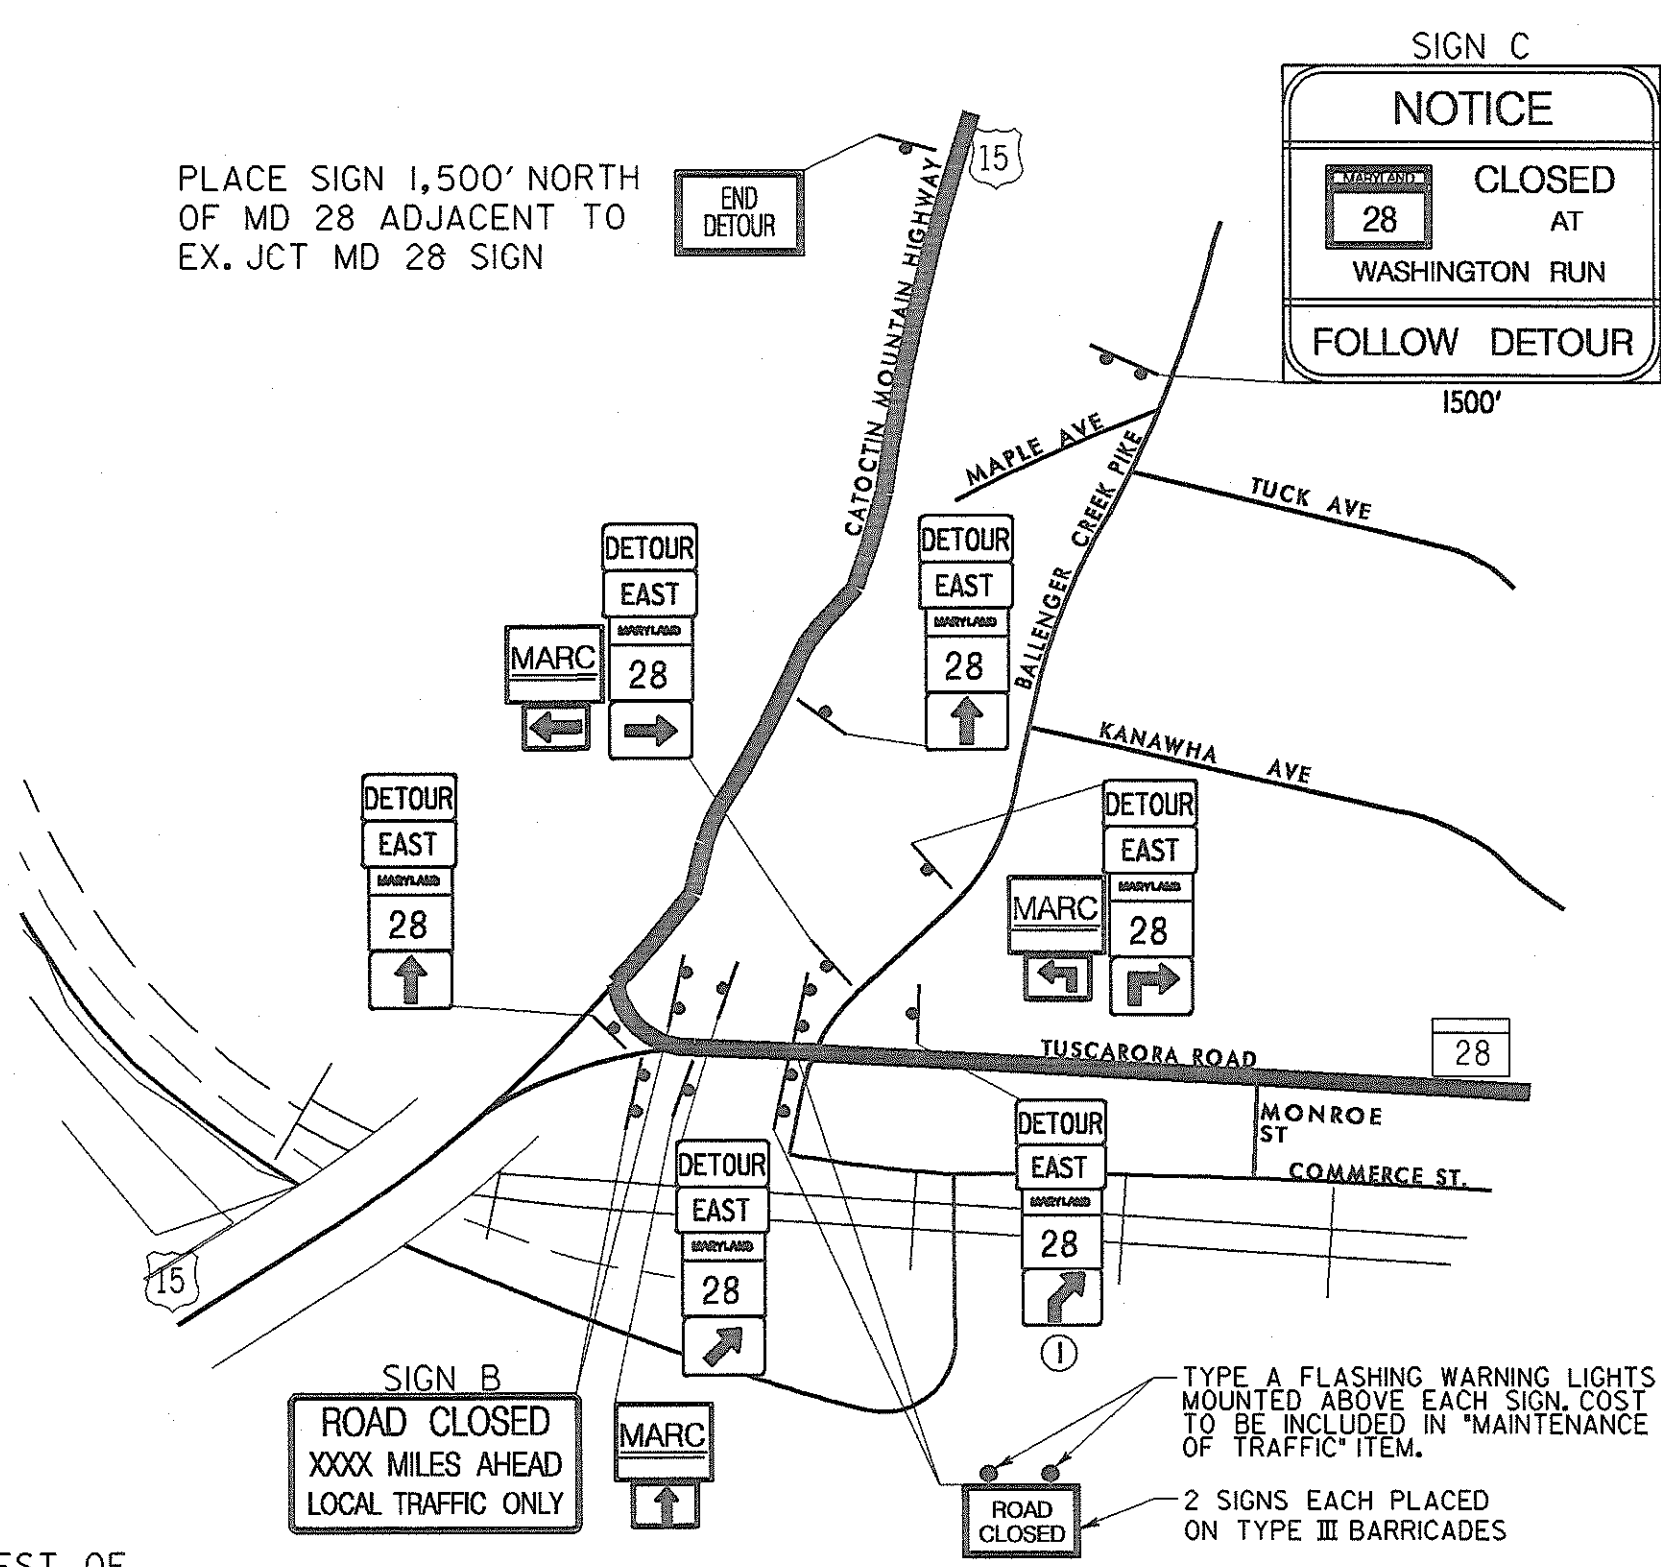 SIGN C
NOTICE
MARYLAND
28
CLOSED
AT
WASHINGTON RUN
FOLLOW DETOUR
1500'
PLACE SIGN 1,500' NORTH
OF MD 28 ADJACENT TO
EX. JCT MD 28 SIGN
END
DETOUR
15
CATOCTIN MOUNTAIN HIGHWAY
MAPLE AVE
BALLENGER CREEK PIKE
TUCK AVE
KANAWHA AVE
DETOUR
EAST
MARYLAND
28
MARC
DETOUR
EAST
MARYLAND
28
DETOUR
EAST
MARYLAND
28
DETOUR
EAST
MARYLAND
28
MARC
TUSCARORA ROAD
28
MONROE
ST
COMMERCE ST.
DETOUR
EAST
MARYLAND
28
DETOUR
EAST
MARYLAND
28
1
15
SIGN B
ROAD CLOSED
XXXX MILES AHEAD
LOCAL TRAFFIC ONLY
MARC
TYPE A FLASHING WARNING LIGHTS
MOUNTED ABOVE EACH SIGN. COST
TO BE INCLUDED IN "MAINTENANCE
OF TRAFFIC" ITEM.
ROAD
CLOSED
2 SIGNS EACH PLACED
ON TYPE III BARRICADES